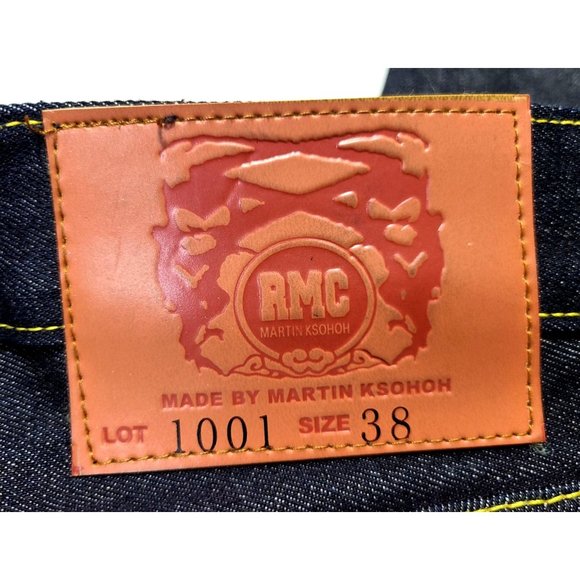 RMC
MARTIN KSOHOH
MADE BY MARTIN KSOHOH
LOT 1001 SIZE 38